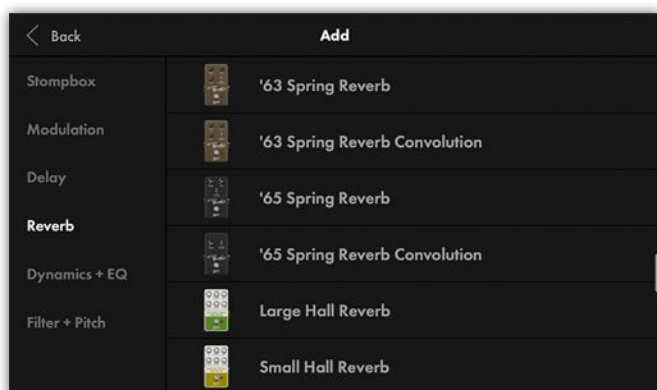 Back
Add
Stompbox
Modulation
Delay
Reverb
Dynamics + EQ
Filter + Pitch
'63 Spring Reverb
'63 Spring Reverb Convolution
'65 Spring Reverb
'65 Spring Reverb Convolution
Large Hall Reverb
Small Hall Reverb